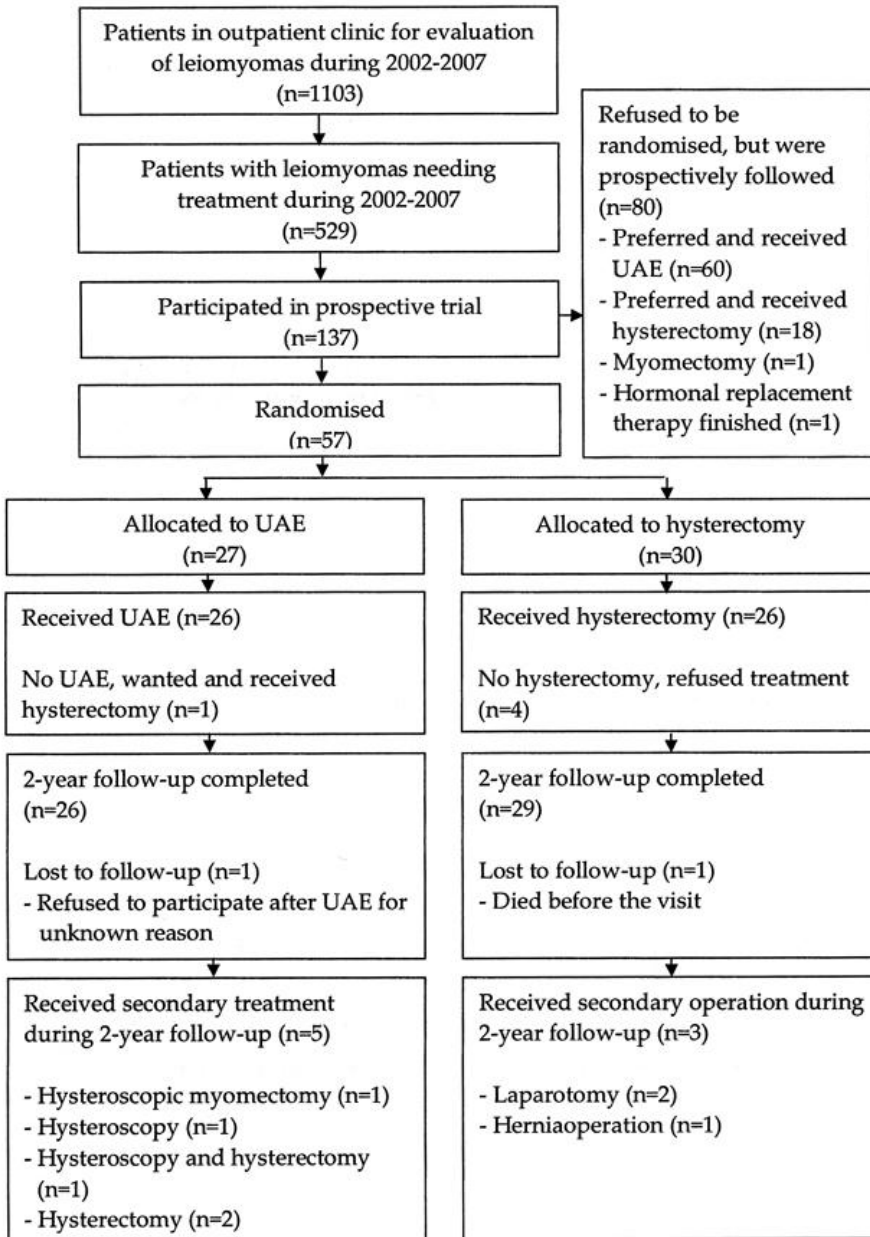 Patients in outpatient clinic for evaluation
of leiomyomas during 2002-2007
(n=1103)
Patients with leiomyomas needing
treatment during 2002-2007
(n=529)
Participated in prospective trial
(n=137)
Refused to be
randomised, but were
prospectively followed
(n=80)
- Preferred and received
UAE (n=60)
- Preferred and received
hysterectomy (n=18)
- Myomectomy (n=1)
- Hormonal replacement
therapy finished (n=1)
Randomised
(n=57)
Allocated to UAE
(n=27)
Allocated to hysterectomy
(n=30)
Received UAE (n=26)
No UAE, wanted and received
hysterectomy (n=1)
Received hysterectomy (n=26)
No hysterectomy, refused treatment
(n=4)
2-year follow-up completed
(n=26)
Lost to follow-up (n=1)
- Refused to participate after UAE for
unknown reason
2-year follow-up completed
(n=29)
Lost to follow-up (n=1)
- Died before the visit
Received secondary treatment
during 2-year follow-up (n=5)
- Hysteroscopic myomectomy (n=1)
- Hysteroscopy (n=1)
- Hysteroscopy and hysterectomy
(n=1)
- Hysterectomy (n=2)
Received secondary operation during
2-year follow-up (n=3)
- Laparotomy (n=2)
- Herniaoperation (n=1)